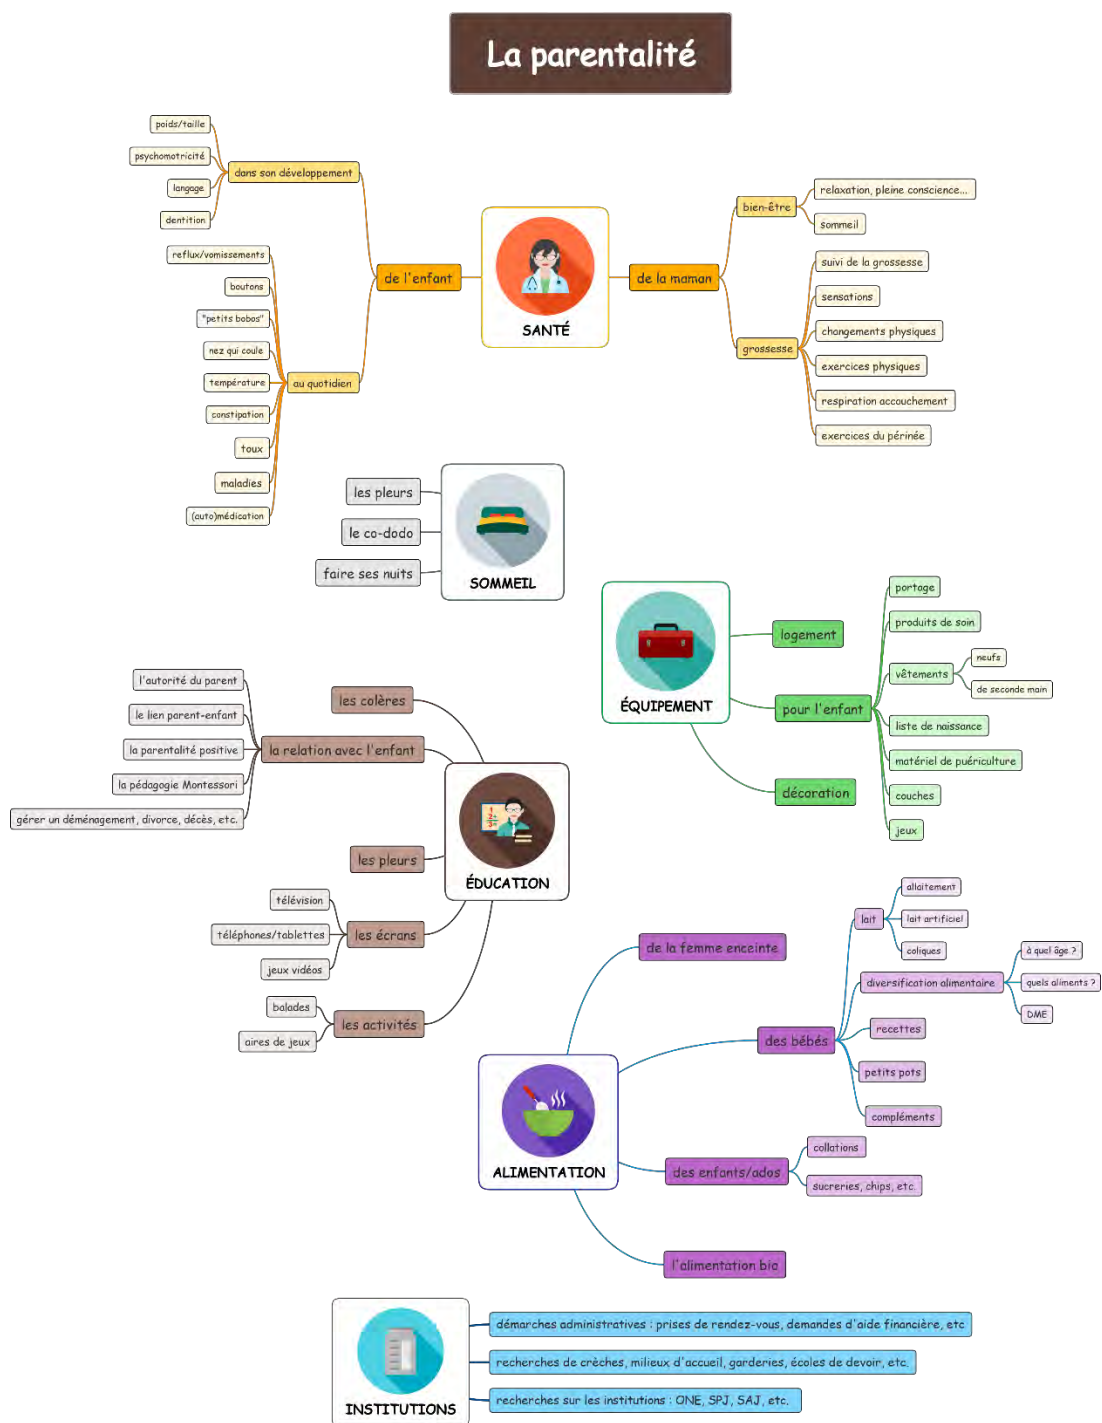 La parentalité
SANTÉ
de l'enfant
dans son développement
poids/taille
psychomotricité
langage
dentition
au quotidien
reflux/vomissements
boutons
"petits bobos"
nez qui coule
température
constipation
toux
maladies
(auto)médication
de la maman
bien-être
relaxation, pleine conscience...
sommeil
grossesse
suivi de la grossesse
sensations
changements physiques
exercices physiques
respiration accouchement
exercices du périnée
SOMMEIL
les pleurs
le co-dodo
faire ses nuits
ÉQUIPEMENT
logement
pour l'enfant
portage
produits de soin
vêtements
neufs
de seconde main
liste de naissance
matériel de puériculture
couches
jeux
décoration
ÉDUCATION
les colères
la relation avec l'enfant
l'autorité du parent
le lien parent-enfant
la parentalité positive
la pédagogie Montessori
gérer un déménagement, divorce, décès, etc.
les pleurs
les écrans
télévision
téléphones/tablettes
jeux vidéos
les activités
balades
aires de jeux
ALIMENTATION
de la femme enceinte
des bébés
lait
allaitement
lait artificiel
coliques
diversification alimentaire
à quel âge ?
quels aliments ?
DME
recettes
petits pots
compléments
des enfants/ados
collations
sucreries, chips, etc.
l'alimentation bio
INSTITUTIONS
démarches administratives : prises de rendez-vous, demandes d'aide financière, etc
recherches de crèches, milieux d'accueil, garderies, écoles de devoir, etc.
recherches sur les institutions : ONE, SPJ, SAJ, etc.